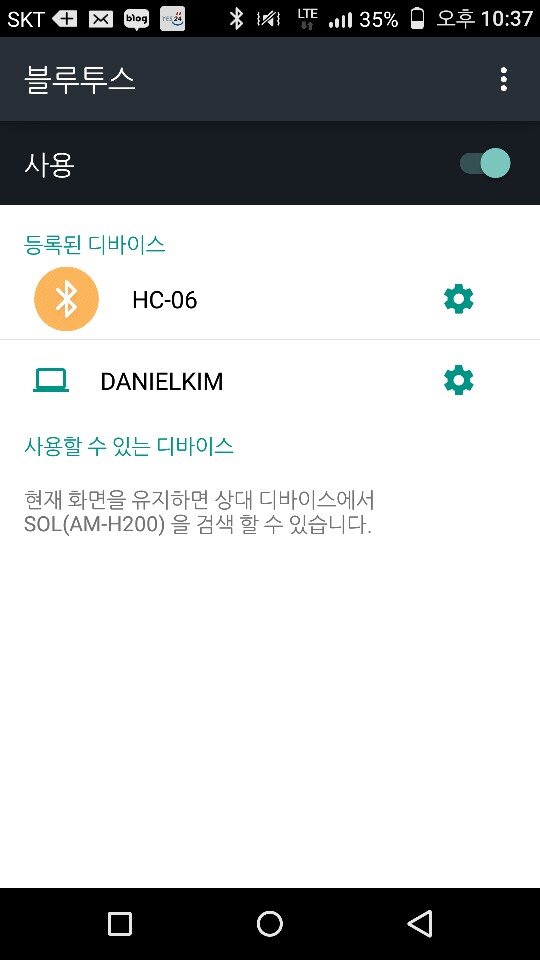 SKT blog YES24 LTE 35% 오후 10:37
블루투스
사용
등록된 디바이스
HC-06
DANIELKIM
사용할 수 있는 디바이스
현재 화면을 유지하면 상대 디바이스에서
SOL(AM-H200) 을 검색 할 수 있습니다.